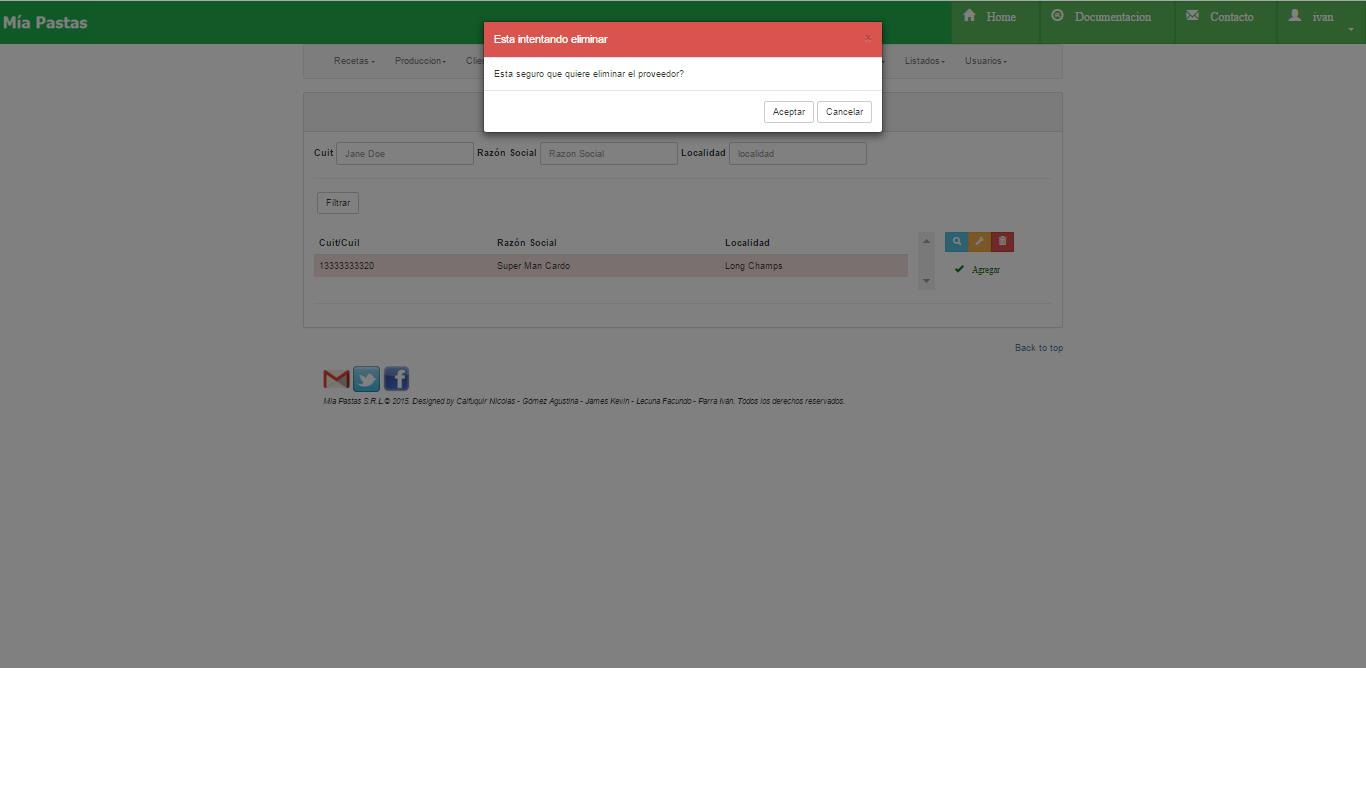 Mía Pastas
Home
Documentacion
Contacto
ivan
Esta intentando eliminar
×
Recetas
Produccion
Listados
Usuarios
Esta seguro que quiere eliminar el proveedor?
Aceptar
Cancelar
Cuit
Jane Doe
Razón Social
Razon Social
Localidad
localidad
Filtrar
Cuit/Cuil
Razón Social
Localidad
13333333320
Super Man Cardo
Long Champs
Agregar
Back to top
Mía Pastas S.R.L.© 2015. Designed by Calfuquir Nicolas - Gómez Agustina - James Kevin - Lecuna Facundo - Parra Iván. Todos los derechos reservados.